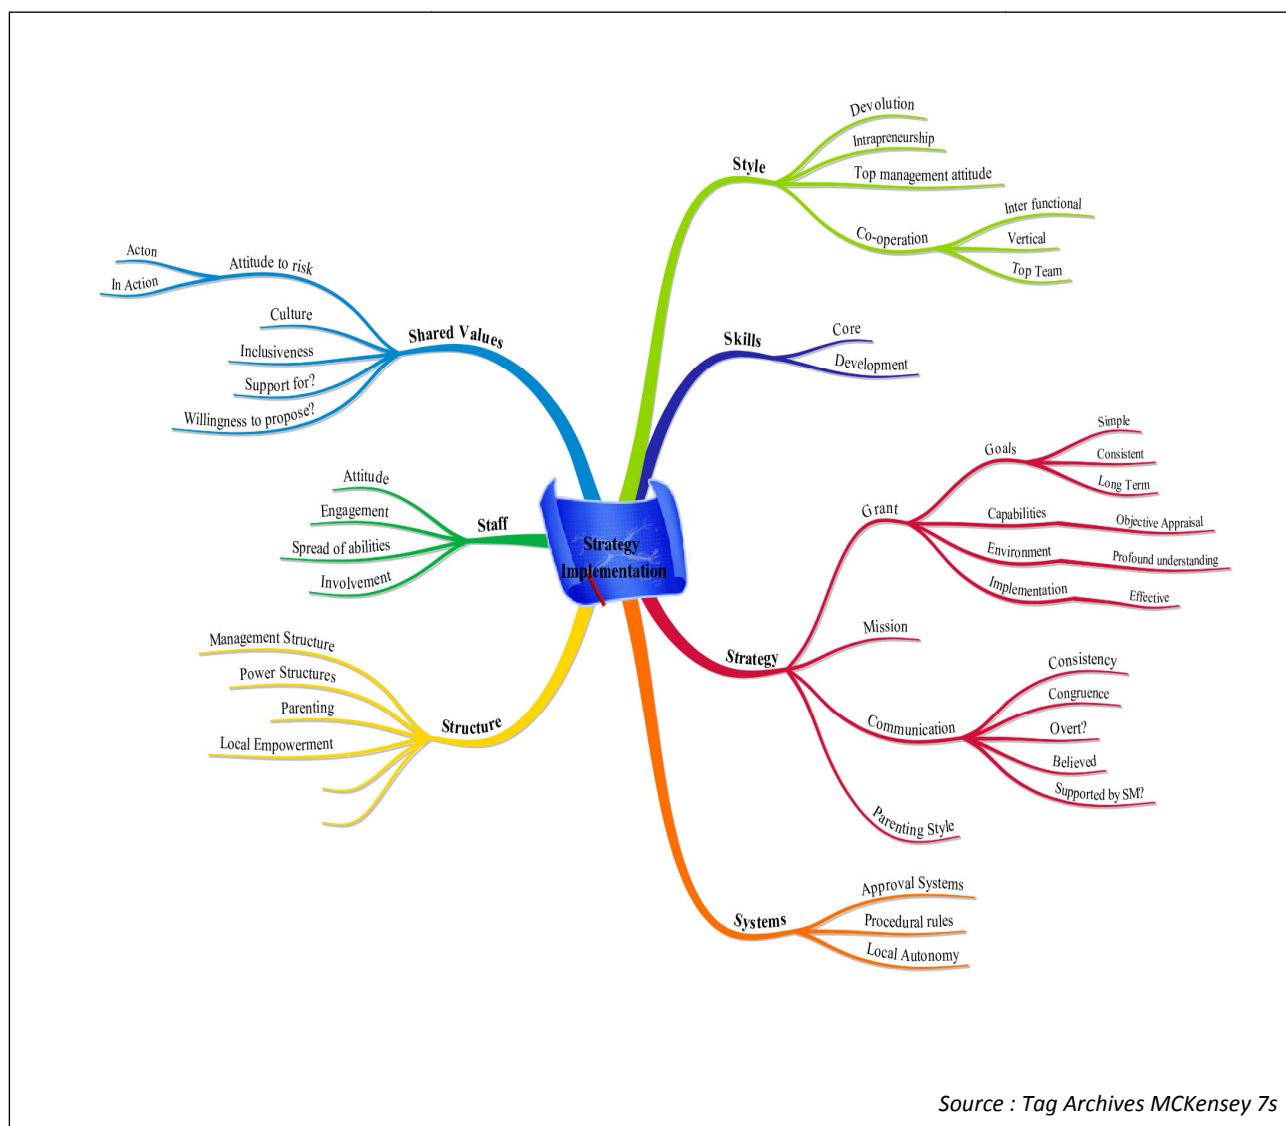 Strategy
Implementation
Style
Devolution
Intrapreneurship
Top management attitude
Co-operation
Inter functional
Vertical
Top Team
Skills
Core
Development
Strategy
Grant
Goals
Simple
Consistent
Long Term
Capabilities
Objective Appraisal
Environment
Profound understanding
Implementation
Effective
Mission
Communication
Consistency
Congruence
Overt?
Believed
Supported by SM?
Parenting Style
Systems
Approval Systems
Procedural rules
Local Autonomy
Structure
Management Structure
Power Structures
Parenting
Local Empowerment
Staff
Attitude
Engagement
Spread of abilities
Involvement
Shared Values
Attitude to risk
Acton
In Action
Culture
Inclusiveness
Support for?
Willingness to propose?
Source : Tag Archives MCKensey 7s